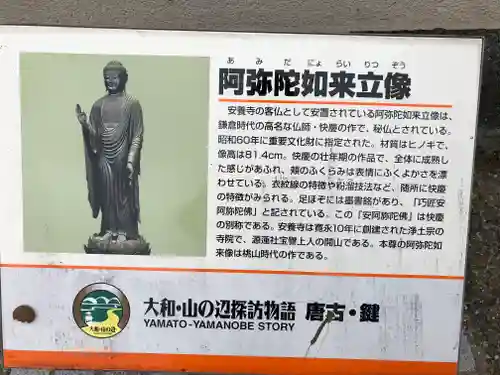 あみだにょらいりつぞう
阿弥陀如来立像
安養寺の客仏として安置されている阿弥陀如来立像は、
鎌倉時代の高名な仏師・快慶の作で、秘仏とされている。
昭和60年に重要文化財に指定された。材質はヒノキで、
像高は81.4cm。快慶の壮年期の作品で、全体に成熟し
た感じがあふれ、頬のふくらみは表情にふくよかさを漂
わせている。衣紋線の特徴や粉溜技法など、随所に快慶
の特徴がみられる。足ほぞには墨書銘があり、「巧匠安
阿弥陀佛」と記されている。この「安阿弥陀佛」は快慶
の別称である。安養寺は寛永10年に創建された浄土宗の
寺院で、源蓮社宝誉上人の開山である。本尊の阿弥陀如
来像は桃山時代の作である。
大和・山の辺探訪物語 唐古・鍵
YAMATO-YAMANOBE STORY
大和・山の辺